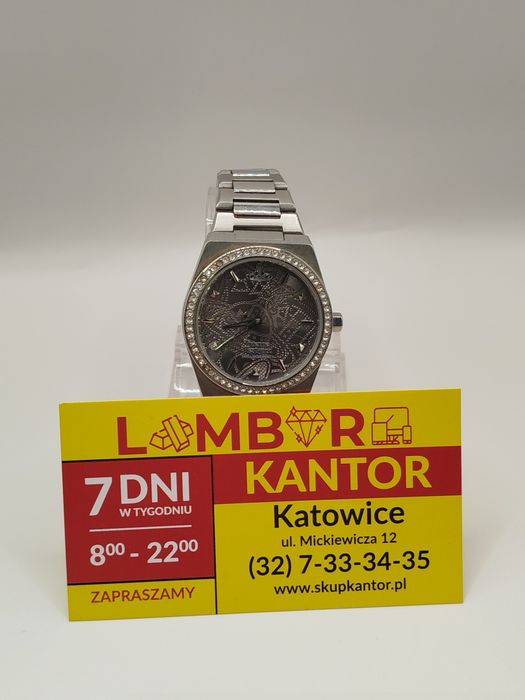 LOMBARD
KANTOR
7 DNI
W TYGODNIU
8⁰⁰ - 22⁰⁰
ZAPRASZAMY
Katowice
ul. Mickiewicza 12
(32) 7-33-34-35
www.skupkantor.pl